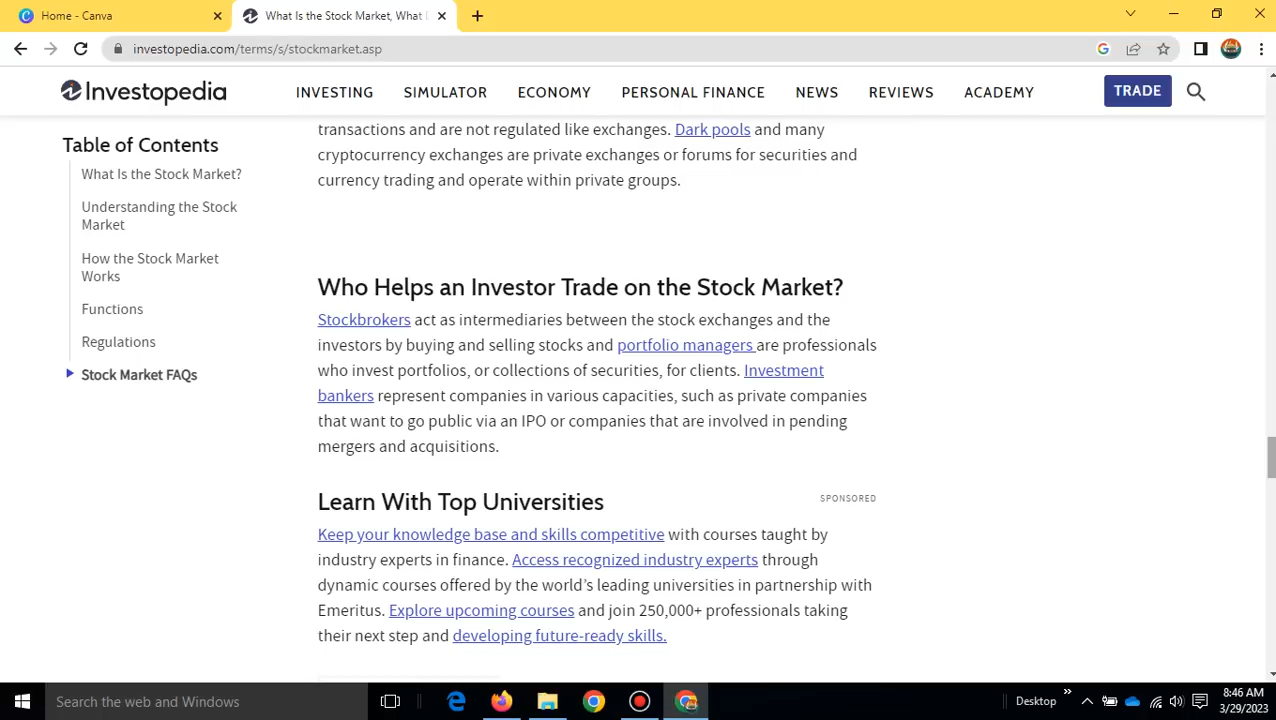 Home - Canva
What Is the Stock Market, What
investopedia.com/terms/s/stockmarket.asp
Investopedia
INVESTING
SIMULATOR
ECONOMY
PERSONAL FINANCE
NEWS
REVIEWS
ACADEMY
TRADE
Table of Contents
What Is the Stock Market?
Understanding the Stock
Market
How the Stock Market
Works
Functions
Regulations
Stock Market FAQs
transactions and are not regulated like exchanges. Dark pools and many
cryptocurrency exchanges are private exchanges or forums for securities and
currency trading and operate within private groups.
Who Helps an Investor Trade on the Stock Market?
Stockbrokers act as intermediaries between the stock exchanges and the
investors by buying and selling stocks and portfolio managers are professionals
who invest portfolios, or collections of securities, for clients. Investment
bankers represent companies in various capacities, such as private companies
that want to go public via an IPO or companies that are involved in pending
mergers and acquisitions.
Learn With Top Universities
SPONSORED
Keep your knowledge base and skills competitive with courses taught by
industry experts in finance. Access recognized industry experts through
dynamic courses offered by the world's leading universities in partnership with
Emeritus. Explore upcoming courses and join 250,000+ professionals taking
their next step and developing future-ready skills.
Search the web and Windows
Desktop
8:46 AM
3/29/2023